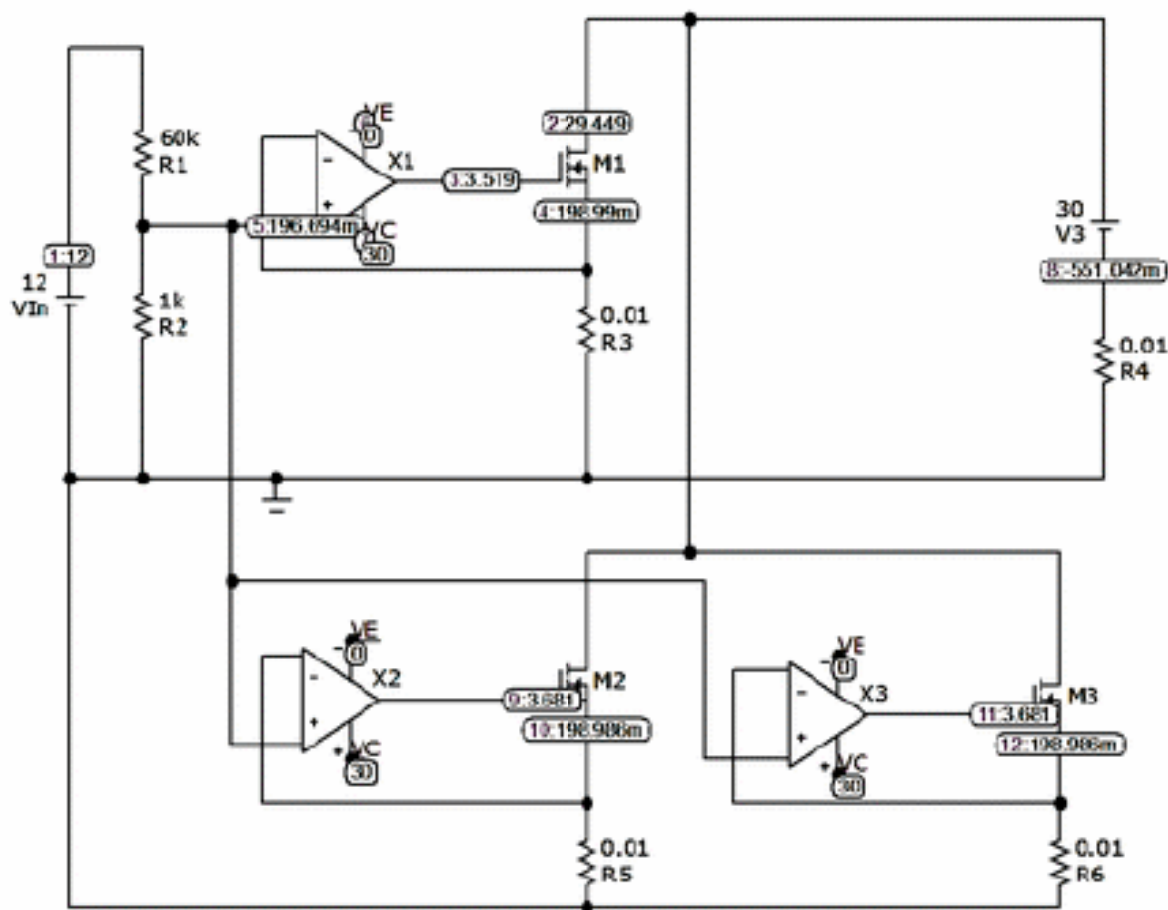 VE
0
2:29.449
60k
R1
-
X1
3:3.519
M1
+
4:198.99m
5:196.694m
VC
30
30
V3
1:12
8:-551.042m
12
VIn
1k
R2
0.01
R3
0.01
R4
VE
0
-
X2
M2
9:3.681
+
10:198.986m
VC
30
VE
0
-
X3
M3
11:3.681
+
12:198.986m
VC
30
0.01
R5
0.01
R6